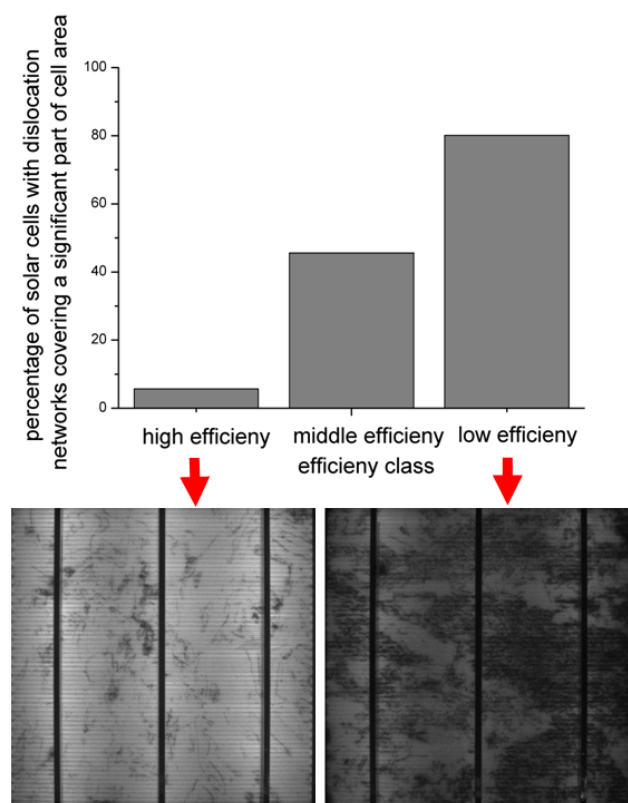 percentage of solar cells with dislocation
networks covering a significant part of cell area
100
80
60
40
20
0
high efficieny
middle efficieny
low efficieny
efficieny class